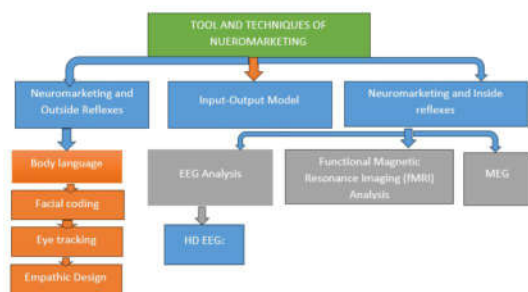 TOOL AND TECHNIQUES OF
NUEROMARKETING
Neuromarketing and
Outside Reflexes
Input-Output Model
Neuromarketing and Inside
reflexes
Body language
Facial coding
Eye tracking
Empathic Design
EEG Analysis
HD EEG:
Functional Magnetic
Resonance Imaging (fMRI)
Analysis
MEG